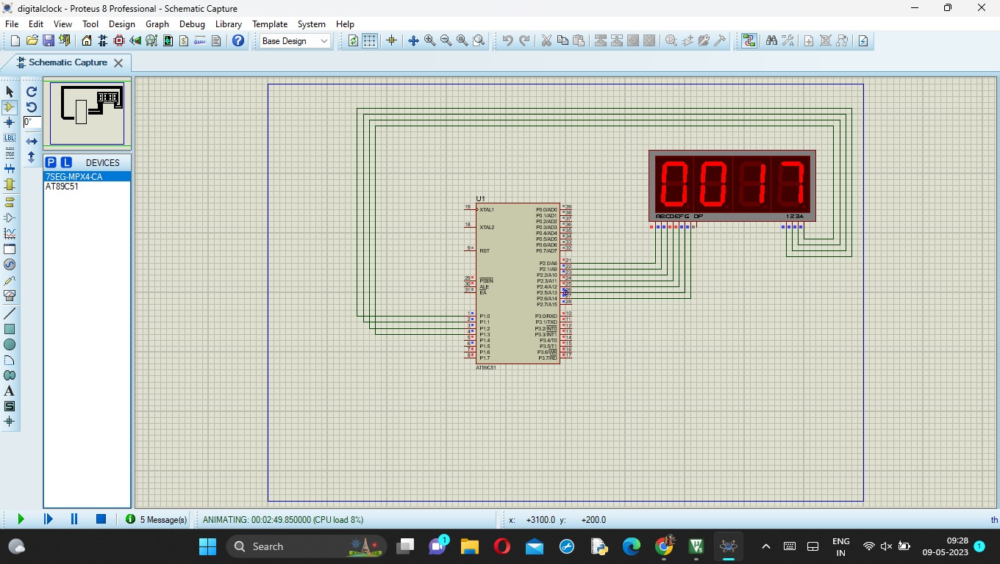 digitalclock - Proteus 8 Professional - Schematic Capture
File Edit View Tool Design Graph Debug Library Template System Help
Base Design
Schematic Capture
0°
LBL
P L DEVICES
7SEG-MPX4-CA
AT89C51
A
S
0017
ABCDEFG DP 1234
U1
19 XTAL1 P0.0/AD0 39
P0.1/AD1 38
P0.2/AD2 37
18 XTAL2 P0.3/AD3 36
P0.4/AD4 35
P0.5/AD5 34
P0.6/AD6 33
9 RST P0.7/AD7 32
P2.0/A8 21
P2.1/A9 22
P2.2/A10 23
29 PSEN P2.3/A11 24
30 ALE P2.4/A12 25
31 EA P2.5/A13 26
P2.6/A14 27
P2.7/A15 28
1 P1.0 P3.0/RXD 10
2 P1.1 P3.1/TXD 11
3 P1.2 P3.2/INT0 12
4 P1.3 P3.3/INT1 13
5 P1.4 P3.4/T0 14
6 P1.5 P3.5/T1 15
7 P1.6 P3.6/WR 16
8 P1.7 P3.7/RD 17
AT89C51
5 Message(s) ANIMATING: 00:02:49.850000 (CPU load 8%) x: +3100.0 y: +200.0 th
Search 1 ENG IN 09:28 09-05-2023 1